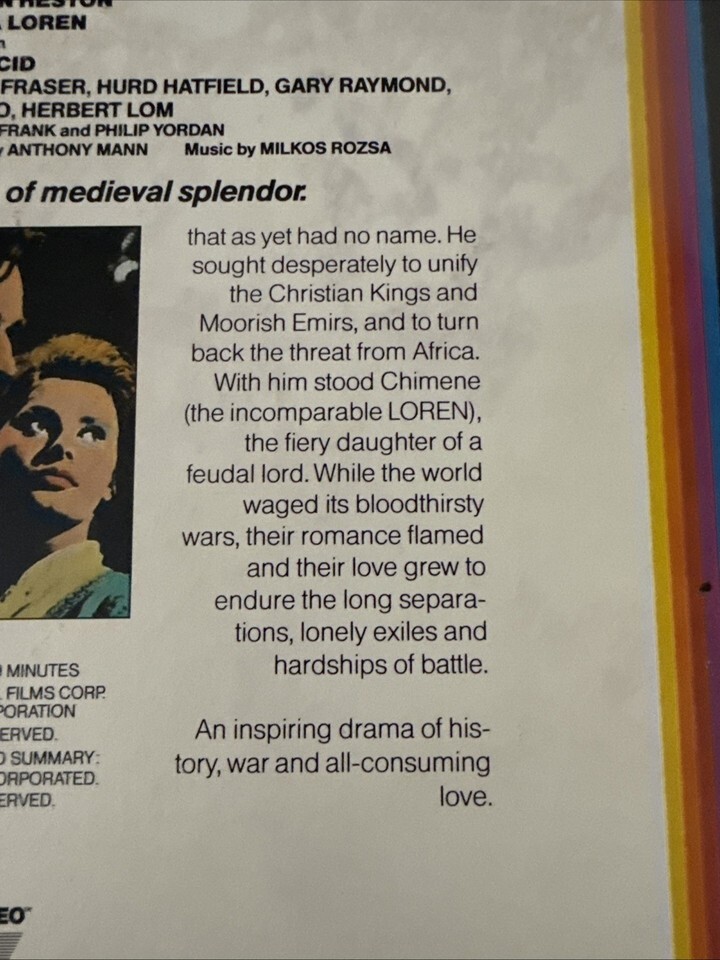 HESTON
LOREN
CID
FRASER, HURD HATFIELD, GARY RAYMOND,
O, HERBERT LOM
FRANK and PHILIP YORDAN
y ANTHONY MANN Music by MILKOS ROZSA
of medieval splendor.
that as yet had no name. He
sought desperately to unify
the Christian Kings and
Moorish Emirs, and to turn
back the threat from Africa.
With him stood Chimene
(the incomparable LOREN),
the fiery daughter of a
feudal lord. While the world
waged its bloodthirsty
wars, their romance flamed
and their love grew to
endure the long separa-
tions, lonely exiles and
hardships of battle.
An inspiring drama of his-
tory, war and all-consuming
love.
MINUTES
FILMS CORP.
PORATION
ERVED.
D SUMMARY:
ORPORATED.
ERVED.
EO™